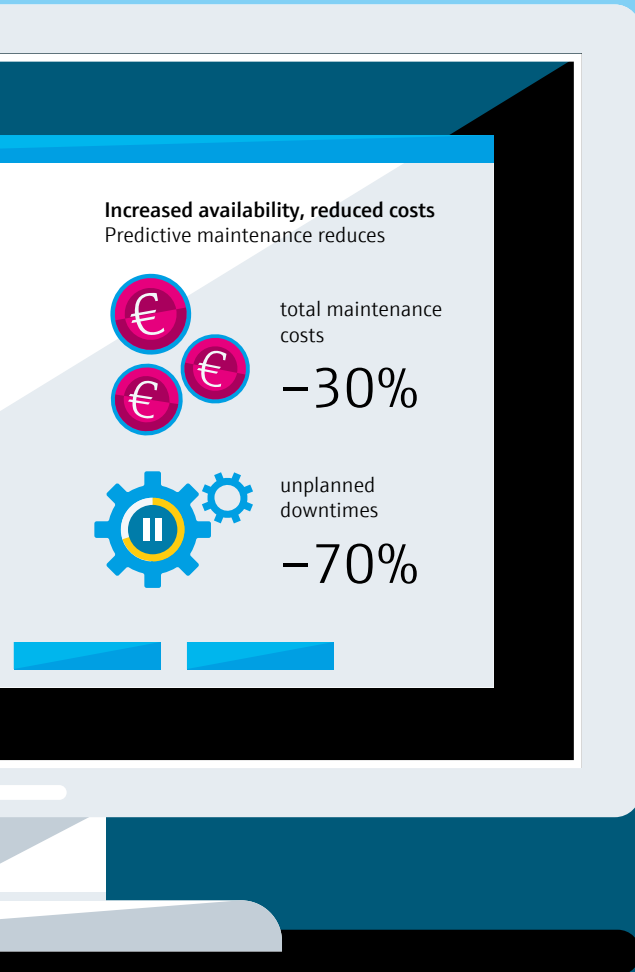 Increased availability, reduced costs
Predictive maintenance reduces
€
€
€
total maintenance
costs
–30%
unplanned
downtimes
–70%